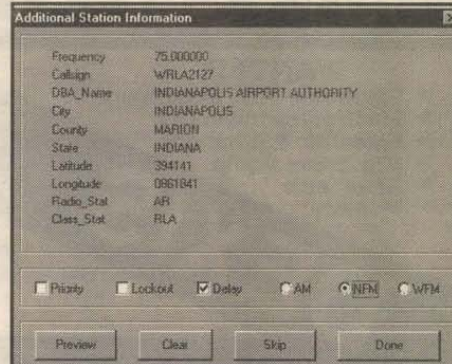 Additional Station Information
Frequency 75.000000
Callsign WRLA2127
DBA_Name INDIANAPOLIS AIRPORT AUTHORITY
City INDIANAPOLIS
County MARION
State INDIANA
Latitude 394141
Longitude 0861841
Radio_Stat AR
Class_Stat RLA
Priority Lockout Delay AM NFM WFM
Preview Clear Skip Done